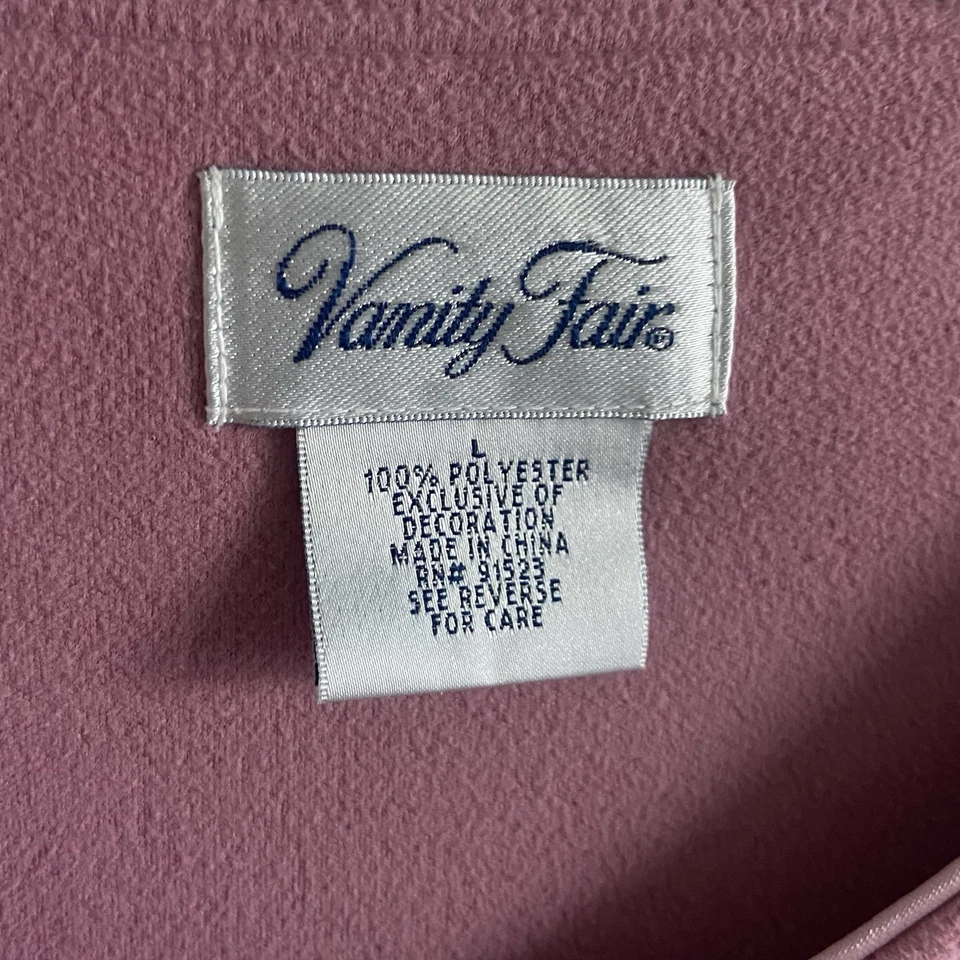 Vanity Fair®
L
100% POLYESTER
EXCLUSIVE OF
DECORATION
MADE IN CHINA
RN# 91523
SEE REVERSE
FOR CARE